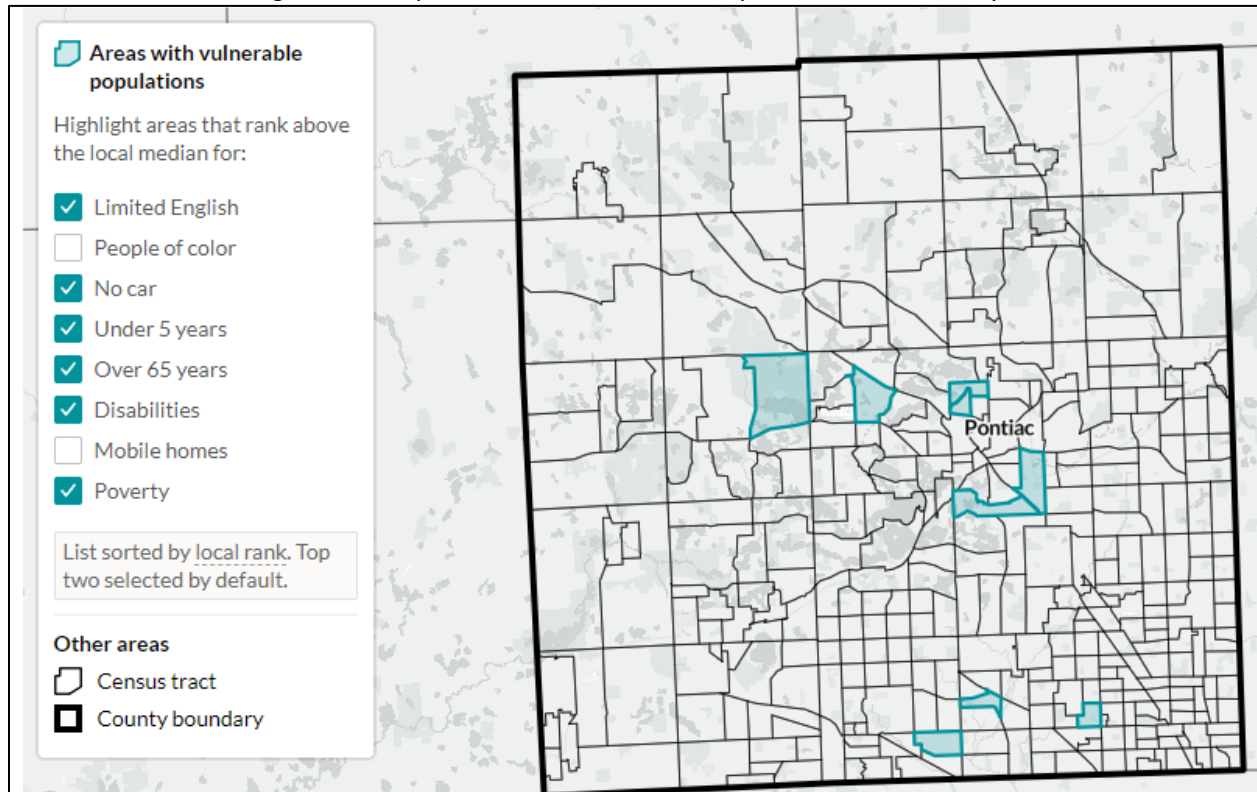 Areas with vulnerable
populations
Highlight areas that rank above
the local median for:
Limited English
People of color
No car
Under 5 years
Over 65 years
Disabilities
Mobile homes
Poverty
List sorted by local rank. Top
two selected by default.
Other areas
Census tract
County boundary
Pontiac